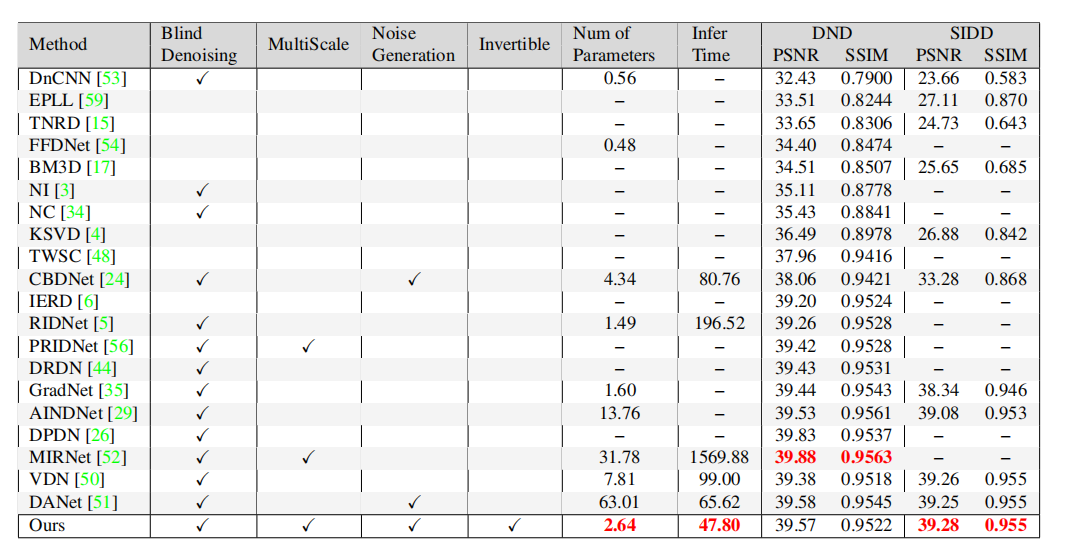 Method Blind Denoising MultiScale Noise Generation Invertible Num of Parameters Infer Time DND SIDD
PSNR SSIM PSNR SSIM
DnCNN [53] ✓ 0.56 – 32.43 0.7900 23.66 0.583
EPLL [59] – – 33.51 0.8244 27.11 0.870
TNRD [15] – – 33.65 0.8306 24.73 0.643
FFDNet [54] 0.48 – 34.40 0.8474 – –
BM3D [17] – – 34.51 0.8507 25.65 0.685
NI [3] ✓ – – 35.11 0.8778 – –
NC [34] ✓ – – 35.43 0.8841 – –
KSVD [4] – – 36.49 0.8978 26.88 0.842
TWSC [48] – – 37.96 0.9416 – –
CBDNet [24] ✓ ✓ 4.34 80.76 38.06 0.9421 33.28 0.868
IERD [6] – – 39.20 0.9524 – –
RIDNet [5] ✓ 1.49 196.52 39.26 0.9528 – –
PRIDNet [56] ✓ ✓ – – 39.42 0.9528 – –
DRDN [44] ✓ – – 39.43 0.9531 – –
GradNet [35] ✓ 1.60 – 39.44 0.9543 38.34 0.946
AINDNet [29] ✓ 13.76 – 39.53 0.9561 39.08 0.953
DPDN [26] ✓ – – 39.83 0.9537 – –
MIRNet [52] ✓ ✓ 31.78 1569.88 39.88 0.9563 – –
VDN [50] ✓ 7.81 99.00 39.38 0.9518 39.26 0.955
DANet [51] ✓ ✓ 63.01 65.62 39.58 0.9545 39.25 0.955
Ours ✓ ✓ ✓ ✓ 2.64 47.80 39.57 0.9522 39.28 0.955